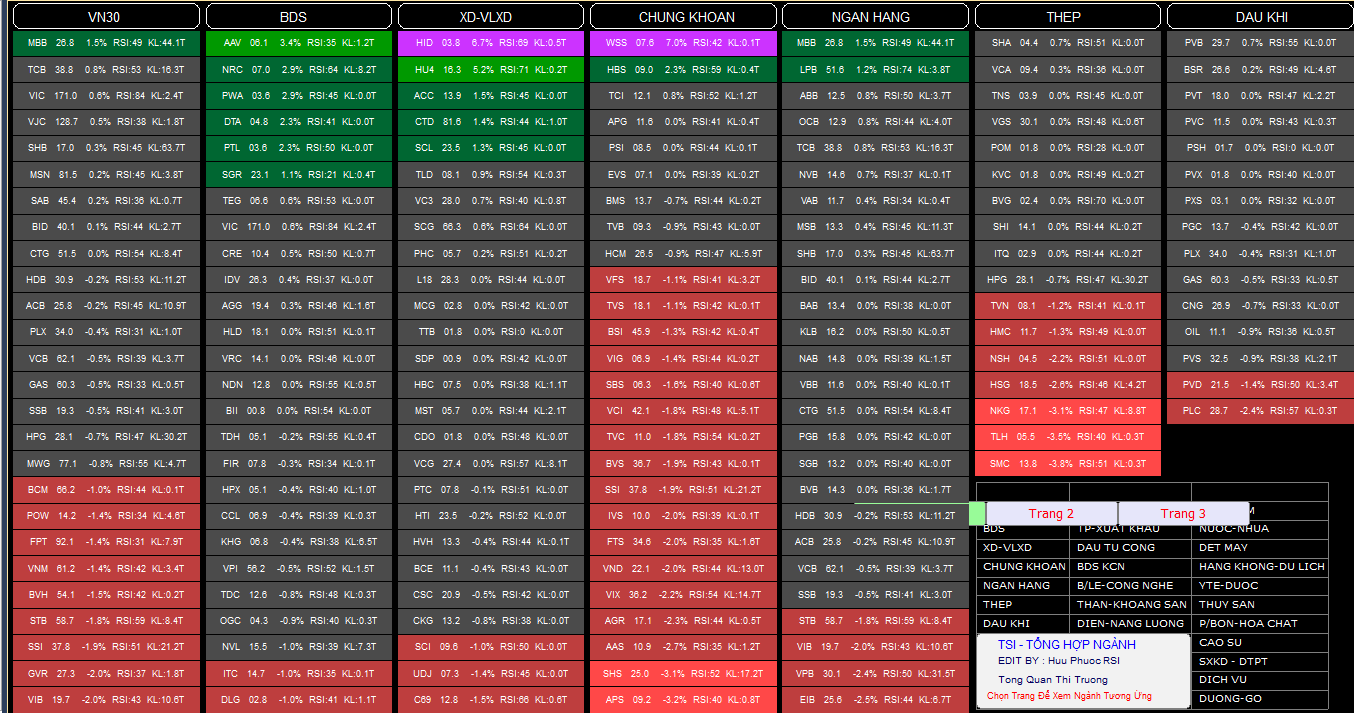 VN30 BDS XD-VLXD CHUNG KHOAN NGAN HANG THEP DAU KHI
MBB 26.8 1.5% RSI:49 KL:44.1T AAV 06.1 3.4% RSI:35 KL:1.2T HID 03.8 6.7% RSI:69 KL:0.5T WSS 07.6 7.0% RSI:42 KL:0.1T MBB 26.8 1.5% RSI:49 KL:44.1T SHA 04.4 0.7% RSI:51 KL:0.0T PVB 29.7 0.7% RSI:55 KL:0.0T
TCB 38.8 0.8% RSI:53 KL:16.3T NRC 07.0 2.9% RSI:64 KL:8.2T HU4 16.3 5.2% RSI:71 KL:0.2T HBS 09.0 2.3% RSI:59 KL:0.4T LPB 51.6 1.2% RSI:74 KL:3.8T VCA 09.4 0.3% RSI:36 KL:0.0T BSR 26.6 0.2% RSI:49 KL:4.6T
VIC 171.0 0.6% RSI:84 KL:2.4T PWA 03.6 2.9% RSI:45 KL:0.0T ACC 13.9 1.5% RSI:45 KL:0.0T TCI 12.1 0.8% RSI:52 KL:1.2T ABB 12.5 0.8% RSI:50 KL:3.7T TNS 03.9 0.0% RSI:45 KL:0.0T PVT 18.0 0.0% RSI:47 KL:2.2T
VJC 128.7 0.5% RSI:38 KL:1.8T DTA 04.8 2.3% RSI:41 KL:0.0T CTD 81.6 1.4% RSI:44 KL:1.0T APG 11.6 0.0% RSI:41 KL:0.4T OCB 12.9 0.8% RSI:44 KL:4.0T VGS 30.1 0.0% RSI:48 KL:0.6T PVC 11.5 0.0% RSI:43 KL:0.3T
SHB 17.0 0.3% RSI:45 KL:63.7T PTL 03.6 2.3% RSI:50 KL:0.0T SCL 23.5 1.3% RSI:45 KL:0.0T PSI 08.5 0.0% RSI:44 KL:0.1T TCB 38.8 0.8% RSI:53 KL:16.3T POM 01.8 0.0% RSI:28 KL:0.0T PSH 01.7 0.0% RSI:0 KL:0.0T
MSN 81.5 0.2% RSI:45 KL:3.8T SGR 23.1 1.1% RSI:21 KL:0.4T TLD 08.1 0.9% RSI:54 KL:0.3T EVS 07.1 0.0% RSI:39 KL:0.2T NVB 14.6 0.7% RSI:37 KL:0.1T KVC 01.8 0.0% RSI:49 KL:0.2T PVX 01.8 0.0% RSI:40 KL:0.0T
SAB 45.4 0.2% RSI:36 KL:0.7T TEG 06.6 0.6% RSI:53 KL:0.0T VC3 28.0 0.7% RSI:40 KL:0.8T BMS 13.7 -0.7% RSI:44 KL:0.2T VAB 11.7 0.4% RSI:34 KL:0.4T BVG 02.4 0.0% RSI:70 KL:0.0T PXS 03.1 0.0% RSI:32 KL:0.0T
BID 40.1 0.1% RSI:44 KL:2.7T VIC 171.0 0.6% RSI:84 KL:2.4T SCG 66.3 0.6% RSI:64 KL:0.0T TVB 09.3 -0.9% RSI:43 KL:0.0T MSB 13.3 0.4% RSI:45 KL:11.3T SHI 14.1 0.0% RSI:44 KL:0.2T PGC 13.7 -0.4% RSI:42 KL:0.0T
CTG 51.5 0.0% RSI:54 KL:8.4T CRE 10.4 0.5% RSI:50 KL:0.7T PHC 05.7 0.2% RSI:51 KL:0.2T HCM 26.5 -0.9% RSI:47 KL:5.9T SHB 17.0 0.3% RSI:45 KL:63.7T ITQ 02.9 0.0% RSI:44 KL:0.2T PLX 34.0 -0.4% RSI:31 KL:1.0T
HDB 30.9 -0.2% RSI:53 KL:11.2T IDV 26.3 0.4% RSI:37 KL:0.0T L18 28.3 0.0% RSI:44 KL:0.0T VFS 18.7 -1.1% RSI:41 KL:3.2T BID 40.1 0.1% RSI:44 KL:2.7T HPG 28.1 -0.7% RSI:47 KL:30.2T GAS 60.3 -0.5% RSI:33 KL:0.5T
ACB 25.8 -0.2% RSI:45 KL:10.9T AGG 19.4 0.3% RSI:46 KL:1.6T MCG 02.8 0.0% RSI:42 KL:0.0T TVS 18.1 -1.1% RSI:42 KL:0.1T BAB 13.4 0.0% RSI:38 KL:0.0T TVN 08.1 -1.2% RSI:41 KL:0.1T CNG 26.9 -0.7% RSI:33 KL:0.0T
PLX 34.0 -0.4% RSI:31 KL:1.0T HLD 18.1 0.0% RSI:51 KL:0.1T TTB 01.8 0.0% RSI:0 KL:0.0T BSI 45.9 -1.3% RSI:42 KL:0.4T KLB 16.2 0.0% RSI:50 KL:0.5T HMC 11.7 -1.3% RSI:49 KL:0.0T OIL 11.1 -0.9% RSI:36 KL:0.5T
VCB 62.1 -0.5% RSI:39 KL:3.7T VRC 14.1 0.0% RSI:46 KL:0.0T SDP 00.9 0.0% RSI:42 KL:0.0T VIG 06.9 -1.4% RSI:44 KL:0.2T NAB 14.8 0.0% RSI:39 KL:1.5T NSH 04.5 -2.2% RSI:51 KL:0.0T PVS 32.5 -0.9% RSI:38 KL:2.1T
GAS 60.3 -0.5% RSI:33 KL:0.5T NDN 12.8 0.0% RSI:55 KL:0.5T HBC 07.5 0.0% RSI:38 KL:1.1T SBS 06.3 -1.6% RSI:40 KL:0.6T VBB 11.6 0.0% RSI:40 KL:0.1T HSG 18.5 -2.6% RSI:46 KL:4.2T PVD 21.5 -1.4% RSI:50 KL:3.4T
SSB 19.3 -0.5% RSI:41 KL:3.0T BII 00.8 0.0% RSI:54 KL:0.0T MST 05.7 0.0% RSI:44 KL:2.1T VCI 42.1 -1.8% RSI:48 KL:5.1T CTG 51.5 0.0% RSI:54 KL:8.4T NKG 17.1 -3.1% RSI:47 KL:8.8T PLC 28.7 -2.4% RSI:57 KL:0.3T
HPG 28.1 -0.7% RSI:47 KL:30.2T TDH 05.1 -0.2% RSI:55 KL:0.4T CDO 01.8 0.0% RSI:48 KL:0.0T TVC 11.0 -1.8% RSI:54 KL:0.2T PGB 15.8 0.0% RSI:42 KL:0.0T TLH 05.5 -3.5% RSI:40 KL:0.3T
MWG 77.1 -0.8% RSI:55 KL:4.7T FIR 07.8 -0.3% RSI:34 KL:0.1T VCG 27.4 0.0% RSI:57 KL:8.1T BVS 36.7 -1.9% RSI:43 KL:0.1T SGB 13.2 0.0% RSI:40 KL:0.0T SMC 13.8 -3.8% RSI:51 KL:0.3T
BCM 66.2 -1.0% RSI:44 KL:0.1T HPX 05.1 -0.4% RSI:40 KL:1.0T PTC 07.8 -0.1% RSI:51 KL:0.0T SSI 37.8 -1.9% RSI:51 KL:21.2T BVB 14.3 0.0% RSI:36 KL:1.7T
POW 14.2 -1.4% RSI:34 KL:4.6T CCL 06.9 -0.4% RSI:39 KL:0.3T HTI 23.5 -0.2% RSI:52 KL:0.0T IVS 10.0 -2.0% RSI:39 KL:0.1T HDB 30.9 -0.2% RSI:53 KL:11.2T Trang 2 Trang 3 M
BDS TP-XUAT KHAU NUOC-NHUA
FPT 92.1 -1.4% RSI:31 KL:7.9T KHG 06.8 -0.4% RSI:38 KL:6.5T HVH 13.3 -0.4% RSI:44 KL:0.1T FTS 34.6 -2.0% RSI:35 KL:1.6T ACB 25.8 -0.2% RSI:45 KL:10.9T XD-VLXD DAU TU CONG DET MAY
VNM 61.2 -1.4% RSI:42 KL:3.4T VPI 56.2 -0.5% RSI:52 KL:1.5T BCE 11.1 -0.4% RSI:43 KL:0.0T VND 22.1 -2.0% RSI:44 KL:13.0T VCB 62.1 -0.5% RSI:39 KL:3.7T CHUNG KHOAN BDS KCN HANG KHONG-DU LICH
BVH 54.1 -1.5% RSI:42 KL:0.2T TDC 12.6 -0.8% RSI:48 KL:0.3T CSC 20.9 -0.5% RSI:42 KL:0.0T VIX 36.2 -2.2% RSI:54 KL:14.7T SSB 19.3 -0.5% RSI:41 KL:3.0T NGAN HANG B/LE-CONG NGHE YTE-DUOC
THEP THAN-KHOANG SAN THUY SAN
STB 58.7 -1.8% RSI:59 KL:8.4T OGC 04.3 -0.9% RSI:40 KL:0.3T CKG 13.2 -0.8% RSI:38 KL:0.0T AGR 17.1 -2.3% RSI:44 KL:0.5T STB 58.7 -1.8% RSI:59 KL:8.4T DAU KHI DIEN-NANG LUONG P/BON-HOA CHAT
SSI 37.8 -1.9% RSI:51 KL:21.2T NVL 15.5 -1.0% RSI:39 KL:7.3T SCI 09.6 -1.0% RSI:50 KL:0.0T AAS 10.9 -2.7% RSI:35 KL:1.2T VIB 19.7 -2.0% RSI:43 KL:10.6T TSI - TỔNG HỢP NGÀNH CAO SU
EDIT BY : Huu Phuoc RSI SXKD - DTPT
GVR 27.3 -2.0% RSI:37 KL:1.8T ITC 14.7 -1.0% RSI:35 KL:0.1T UDJ 07.3 -1.4% RSI:45 KL:0.0T SHS 25.0 -3.1% RSI:52 KL:17.2T VPB 30.1 -2.4% RSI:50 KL:31.5T Tong Quan Thi Truong DICH VU
VIB 19.7 -2.0% RSI:43 KL:10.6T DLG 02.8 -1.0% RSI:41 KL:1.1T C69 12.8 -1.5% RSI:66 KL:0.6T APS 09.2 -3.2% RSI:40 KL:0.8T EIB 25.6 -2.5% RSI:44 KL:6.7T Chọn Trang Để Xem Ngành Tương Ứng DUONG-GO